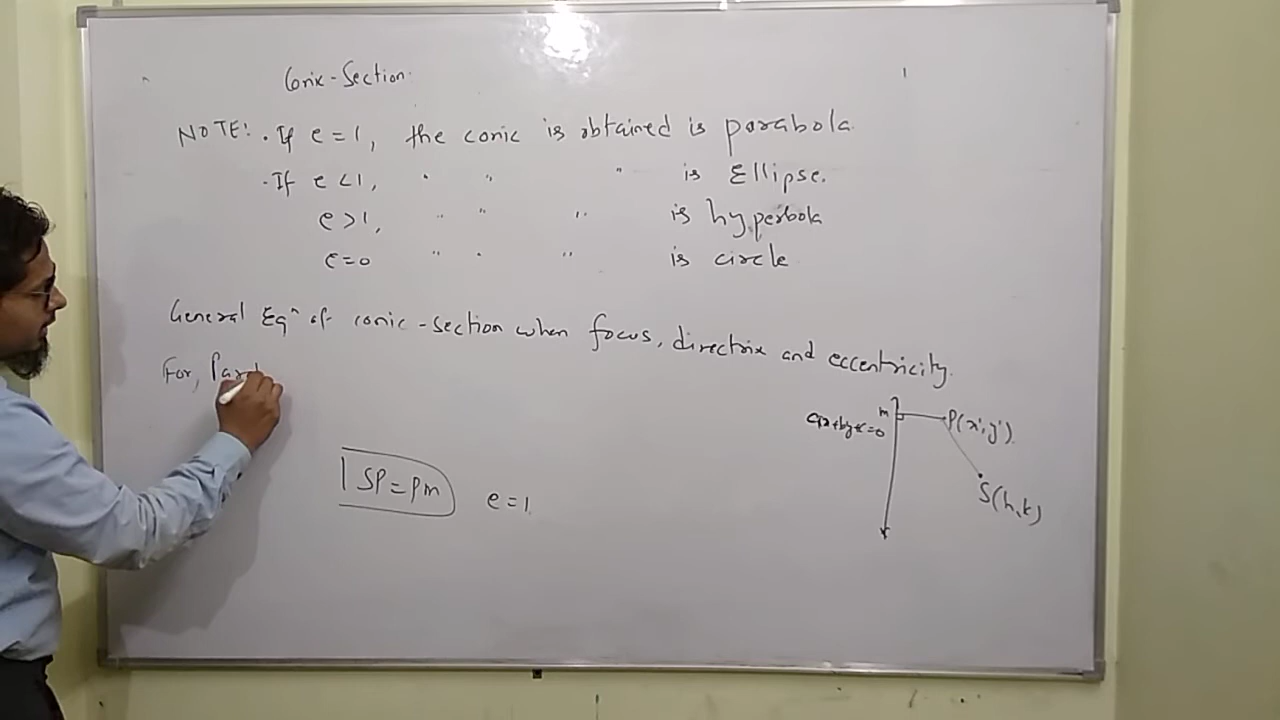 Conic-Section.
NOTE: • If e = 1, the conic is obtained is parabola.
• If e < 1, " " " is Ellipse.
e > 1, " " " is hyperbola
e = 0 " " " is circle
General Eqⁿ of conic-section when focus, directrix and eccentricity.
For, Para
ax+by+c=0 m P(x',y').
| SP = Pm e = 1
S(h,k)